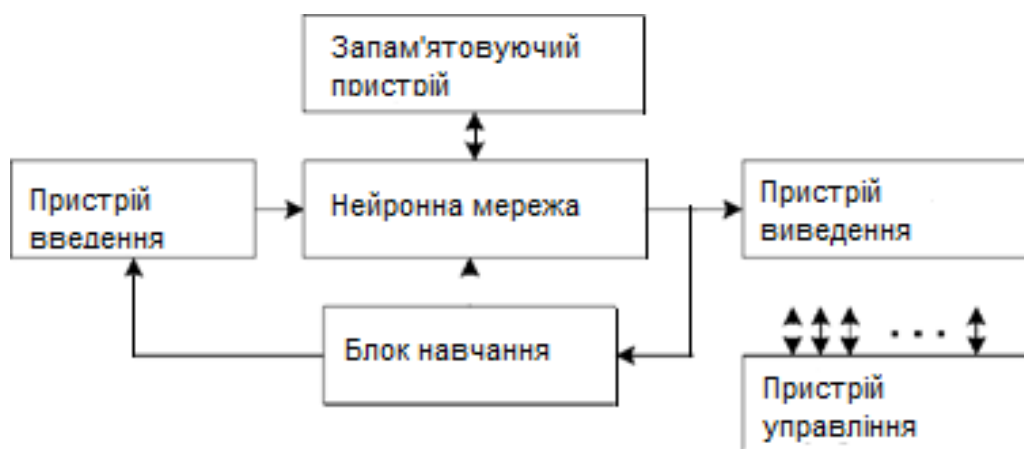 Запам'ятовуючий
пристрій
Пристрій
введення
Нейронна мережа
Пристрій
виведення
Блок навчання
. . .
Пристрій
управління